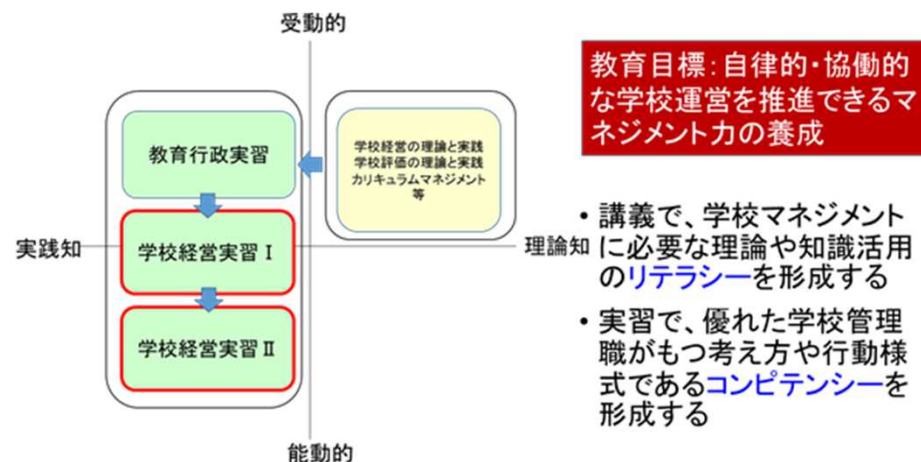 受動的
教育行政実習
学校経営の理論と実践
学校評価の理論と実践
カリキュラムマネジメント
等
実践知
学校経営実習Ⅰ
理論知
学校経営実習Ⅱ
能動的
教育目標:自律的・協働的
な学校運営を推進できるマ
ネジメント力の養成
• 講義で、学校マネジメント
に必要な理論や知識活用
のリテラシーを形成する
• 実習で、優れた学校管理
職がもつ考え方や行動様
式であるコンピテンシーを
形成する